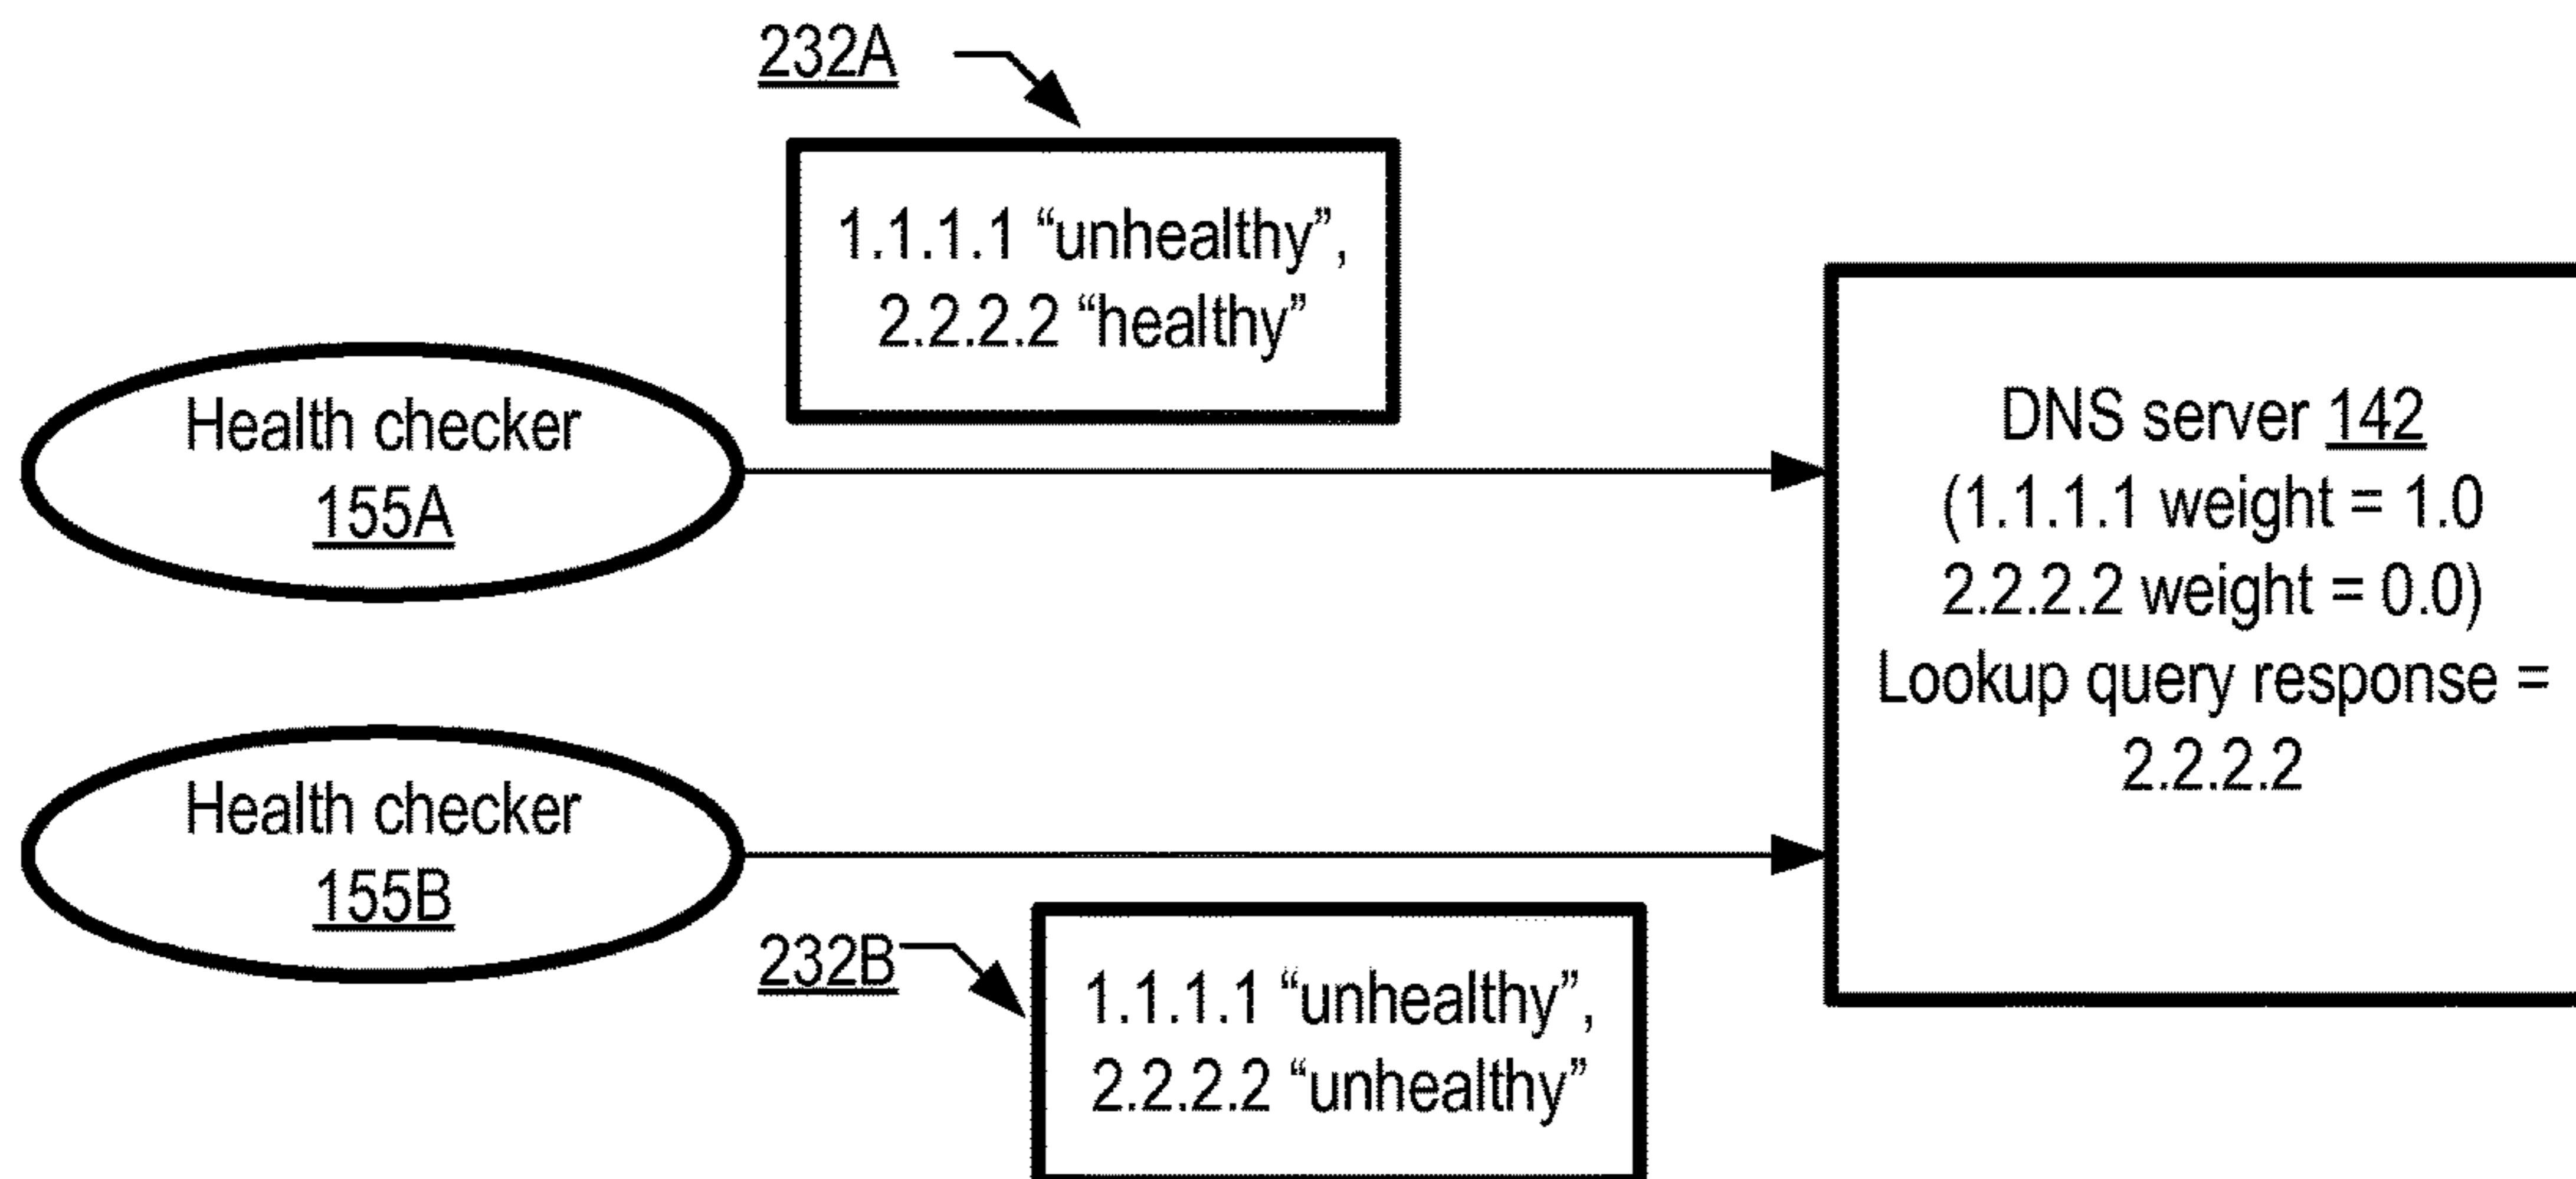 232A
1.1.1.1 “unhealthy”,
2.2.2.2 “healthy”
Health checker
155A
DNS server 142
(1.1.1.1 weight = 1.0
2.2.2.2 weight = 0.0)
Lookup query response =
2.2.2.2
Health checker
155B
232B
1.1.1.1 “unhealthy”,
2.2.2.2 “unhealthy”